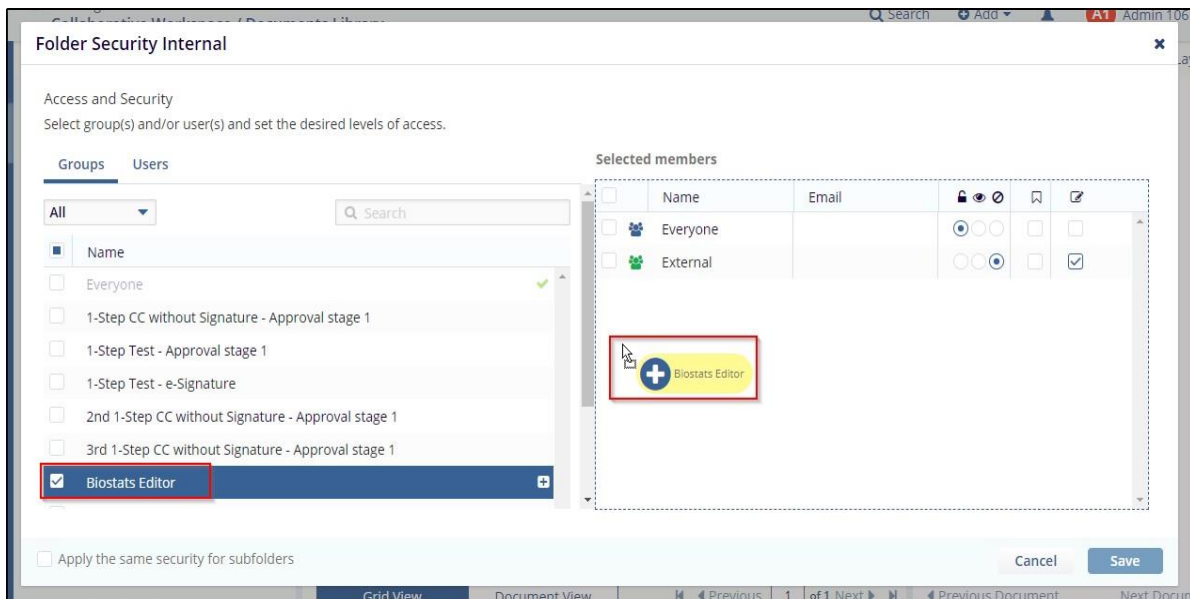 Collaborative Workspace / Documents Library
Search Add A1 Admin 106
Folder Security Internal
Access and Security
Select group(s) and/or user(s) and set the desired levels of access.
Groups Users
All
Search
Name
Everyone
1-Step CC without Signature - Approval stage 1
1-Step Test - Approval stage 1
1-Step Test - e-Signature
2nd 1-Step CC without Signature - Approval stage 1
3rd 1-Step CC without Signature - Approval stage 1
Biostats Editor
Selected members
Name Email
Everyone
External
Biostats Editor
Apply the same security for subfolders
Cancel Save
Grid View Document View Previous 1 of 1 Next Previous Document Next Docum